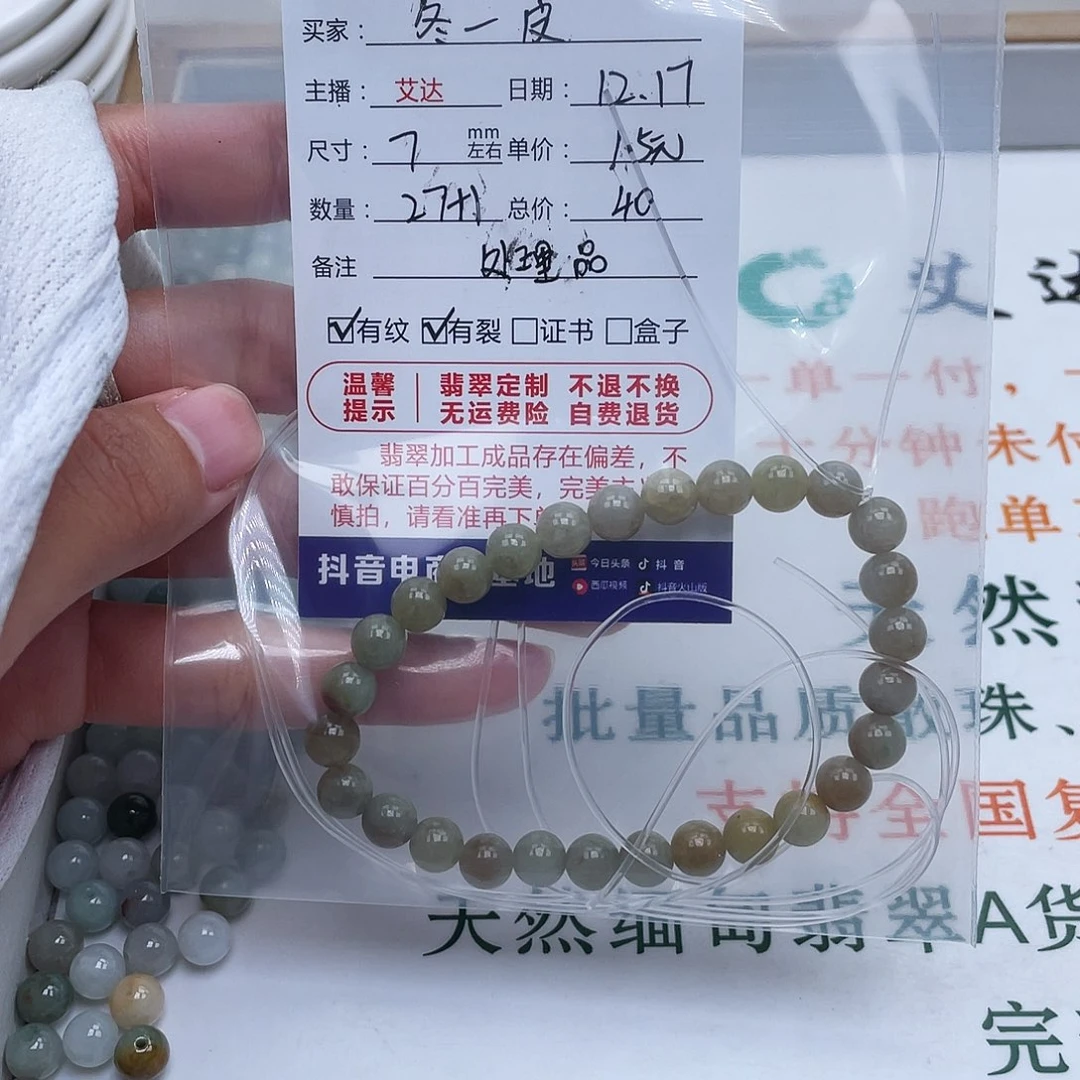 买家：冬一皮
主播：艾达 日期：12.17
尺寸：7 mm左右 单价：1.5元
数量：27+1 总价：40
备注 处理品
☑有纹 ☑有裂 □证书 □盒子
温馨提示 翡翠定制 不退不换
无运费险 自费退货
翡翠加工成品存在偏差，不
敢保证百分百完美，完美主
慎拍，请看准再下
抖音电商 基地
今日头条 抖音
西瓜视频 抖音火山版
艾达
一单一付，
十分钟未付
跑单
天然
批量品质散珠、
支持全国复
天然缅甸翡翠A货
完